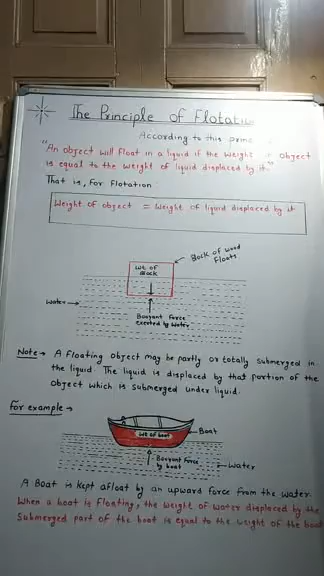 The Principle of Flotatio
According to this princ
"An object will float in a liquid if the weight object
is equal to the weight of liquid displaced by it."
That is, for Flotation
Weight of object = Weight of liquid displaced by it
Block of wood
Floats
wt. of
Block
Water
Buoyant Force
exerted by Water
Note → A Floating object may be partly or totally submerged in
the liquid. The liquid is displaced by that portion of the
object which is submerged under liquid.
For example →
wt of boat
Boat
Buoyant Force
by boat
Water
A Boat is kept afloat by an upward force from the water.
When a boat is Floating, the weight of water displaced by the
Submerged part of the boat is equal to the weight of the boat